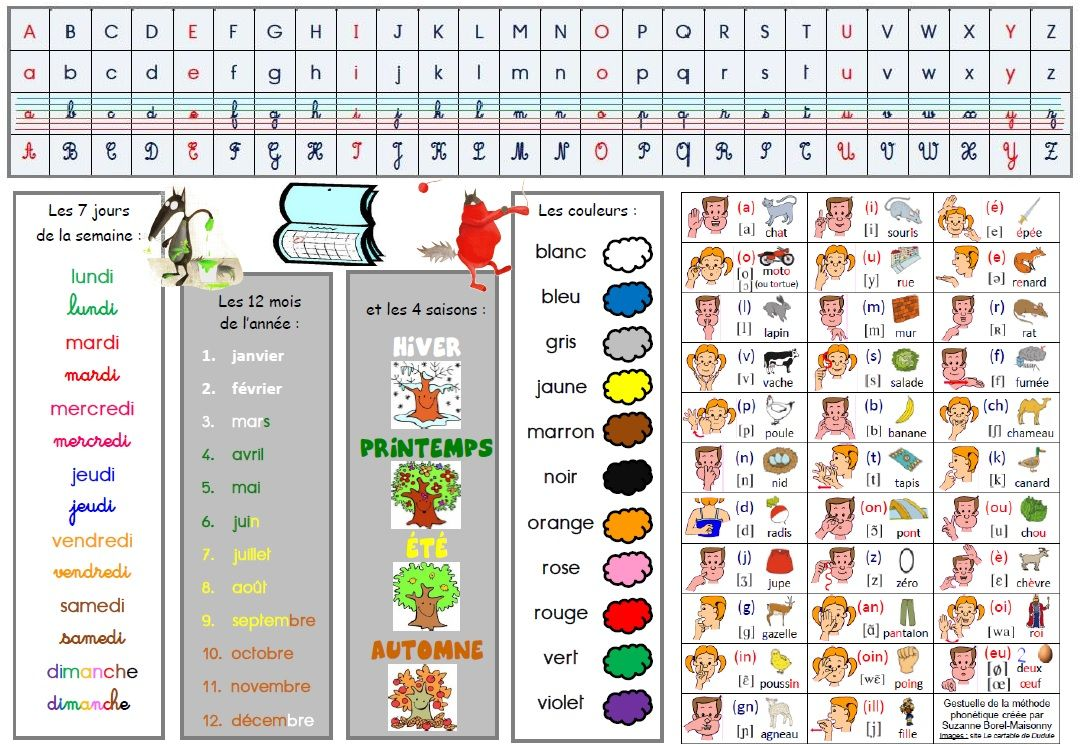 A B C D E F G H I J K L M N O P Q R S T U V W X Y Z
a b c d e f g h i j k l m n o p q r s t u v w x y z
a b c d e f g h i j k l m n o p q r s t u v w x y z
A B C D E F G H I J K L M N O P Q R S T U V W X Y Z
Les 7 jours
de la semaine :
lundi
lundi
mardi
mardi
mercredi
mercredi
jeudi
jeudi
vendredi
vendredi
samedi
samedi
dimanche
dimanche
Les 12 mois
de l'année :
1. janvier
2. février
3. mars
4. avril
5. mai
6. juin
7. juillet
8. août
9. septembre
10. octobre
11. novembre
12. décembre
et les 4 saisons :
HiVER
PRiNTEMPS
ÉTÉ
AUTOMNE
Les couleurs :
blanc
bleu
gris
jaune
marron
noir
orange
rose
rouge
vert
violet
(a) [a] chat
(i) [i] souris
(é) [e] épée
(o) [o] [ɔ] moto (ou tortue)
(u) [y] rue
(e) [ə] renard
(l) [l] lapin
(m) [m] mur
(r) [ʀ] rat
(v) [v] vache
(s) [s] salade
(f) [f] fumée
(p) [p] poule
(b) [b] banane
(ch) [ʃ] chameau
(n) [n] nid
(t) [t] tapis
(k) [k] canard
(d) [d] radis
(on) [ɔ̃] pont
(ou) [u] chou
(j) [ʒ] jupe
(z) [z] zéro
(è) [ɛ] chèvre
(g) [g] gazelle
(an) [ɑ̃] pantalon
(oi) [wa] roi
(in) [ɛ̃] poussin
(oin) [wɛ̃] poing
(eu) [ø] 2 deux
[œ] œuf
(gn) [ɲ] agneau
(ill) [j] fille
Gestuelle de la méthode
phonétique créée par
Suzanne Borel-Maisonny
Images : site Le cartable de Dudule